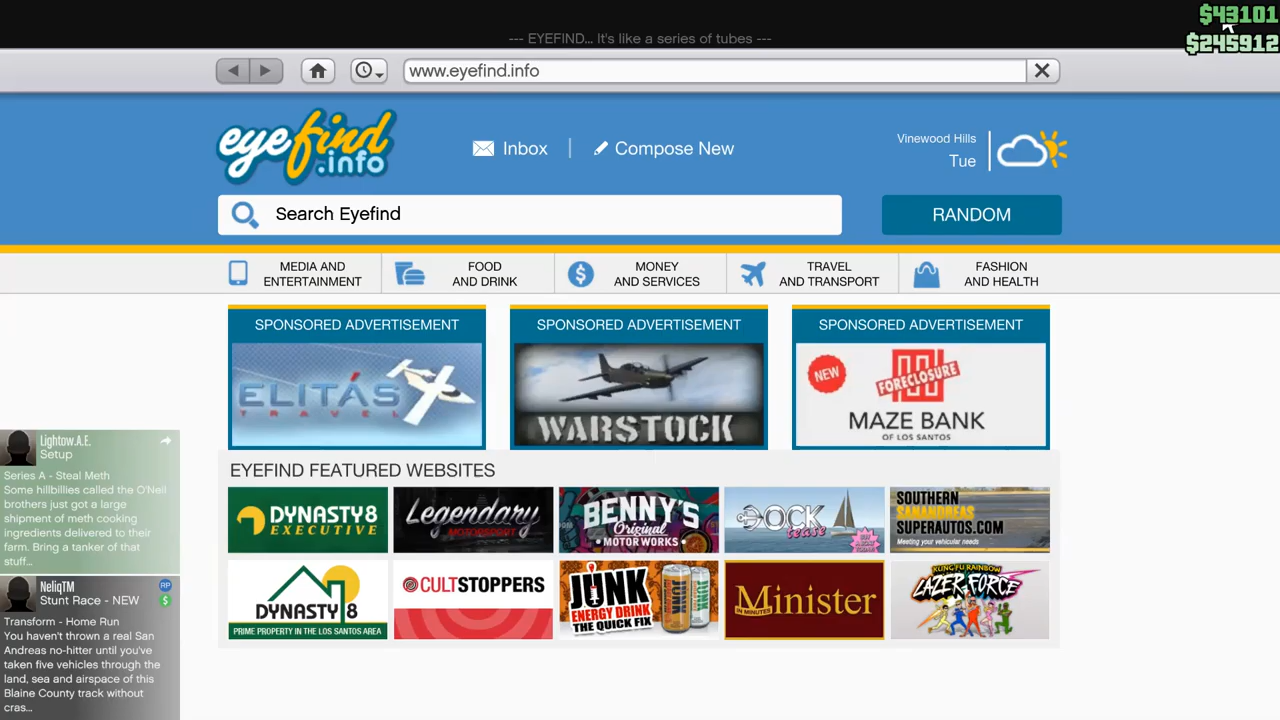 $43101
$245912
--- EYEFIND... It's like a series of tubes ---
www.eyefind.info
eyefind
.info
Inbox
Compose New
Vinewood Hills
Tue
Search Eyefind
RANDOM
MEDIA AND
ENTERTAINMENT
FOOD
AND DRINK
MONEY
AND SERVICES
TRAVEL
AND TRANSPORT
FASHION
AND HEALTH
SPONSORED ADVERTISEMENT
ELITÁS
TRAVEL
SPONSORED ADVERTISEMENT
WARSTOCK
SPONSORED ADVERTISEMENT
NEW
FORECLOSURE
MAZE BANK
OF LOS SANTOS
EYEFIND FEATURED WEBSITES
DYNASTY 8
EXECUTIVE
Legendary
MOTORSPORT
BENNY'S
Original
MOTOR WORKS
DOCK
tease
SOUTHERN
SANANDREAS
SUPERAUTOS.COM
Meeting your vehicular needs
DYNASTY 8
PRIME PROPERTY IN THE LOS SANTOS AREA
CULTSTOPPERS
JUNK
ENERGY DRINK
THE QUICK FIX
IN MINUTES
Minister
KUNG FU RAINBOW
LAZER FORCE
Lightow.A.E.
Setup
Series A - Steal Meth
Some hillbillies called the O'Neil
brothers just got a large
shipment of meth cooking
ingredients delivered to their
farm. Bring a tanker of that
stuff...
NeliqTM
RP
Stunt Race - NEW
$
Transform - Home Run
You haven't thrown a real San
Andreas no-hitter until you've
taken five vehicles through the
land, sea and airspace of this
Blaine County track without
cras...